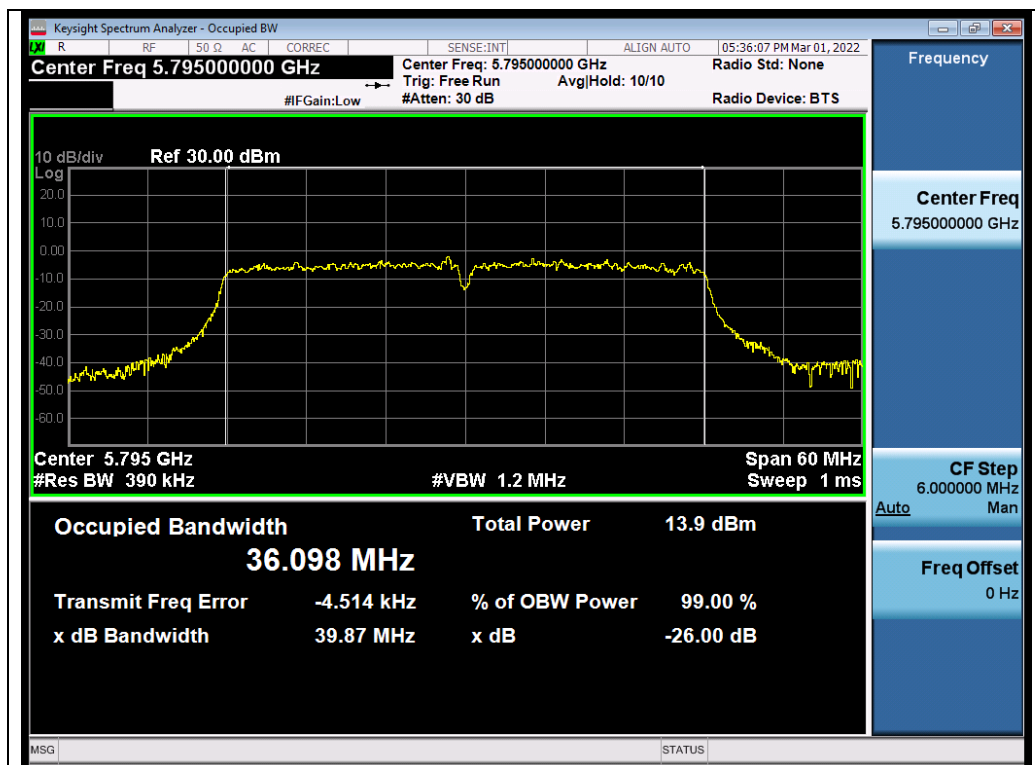 Keysight Spectrum Analyzer - Occupied BW
LXI R RF 50 Ω AC CORREC SENSE:INT ALIGN AUTO 05:36:07 PM Mar 01, 2022
Center Freq 5.795000000 GHz
Center Freq: 5.795000000 GHz
Radio Std: None
Trig: Free Run Avg|Hold: 10/10
#IFGain:Low
#Atten: 30 dB
Radio Device: BTS
10 dB/div Ref 30.00 dBm
Log
20.0
10.0
0.00
-10.0
-20.0
-30.0
-40.0
-50.0
-60.0
Center 5.795 GHz Span 60 MHz
#Res BW 390 kHz #VBW 1.2 MHz Sweep 1 ms
Occupied Bandwidth Total Power 13.9 dBm
36.098 MHz
Transmit Freq Error -4.514 kHz % of OBW Power 99.00 %
x dB Bandwidth 39.87 MHz x dB -26.00 dB
MSG STATUS
Frequency
Center Freq
5.795000000 GHz
CF Step
6.000000 MHz
Auto Man
Freq Offset
0 Hz